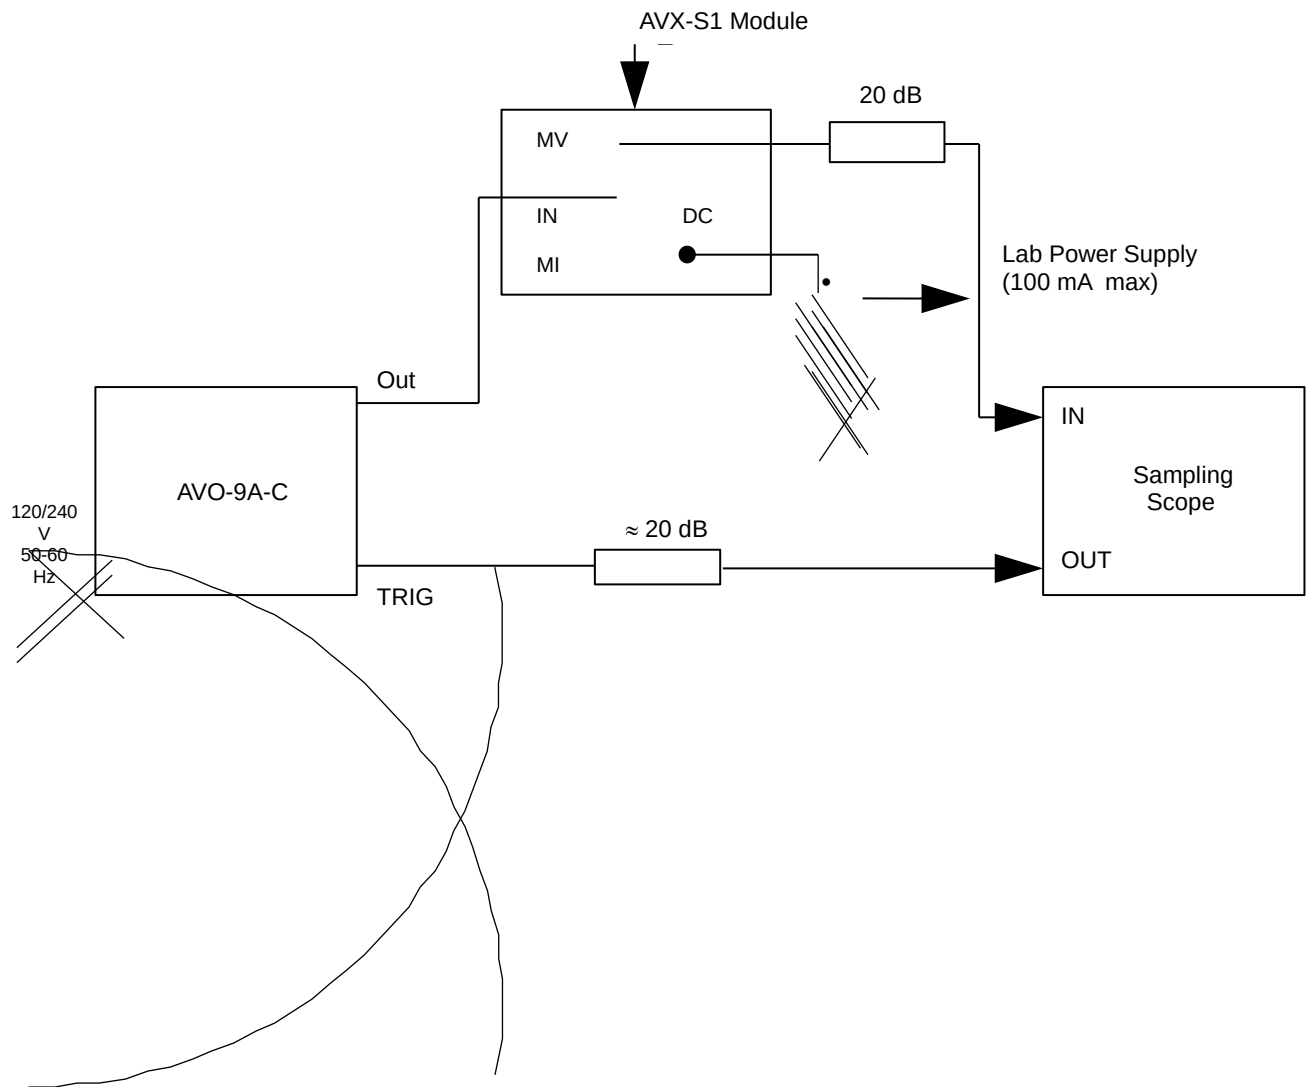 AVX-S1 Module
20 dB
MV
IN
DC
MI
Lab Power Supply
(100 mA  max)
Out
IN
AVO-9A-C
Sampling
Scope
120/240
V
50-60
Hz
≈ 20 dB
OUT
TRIG